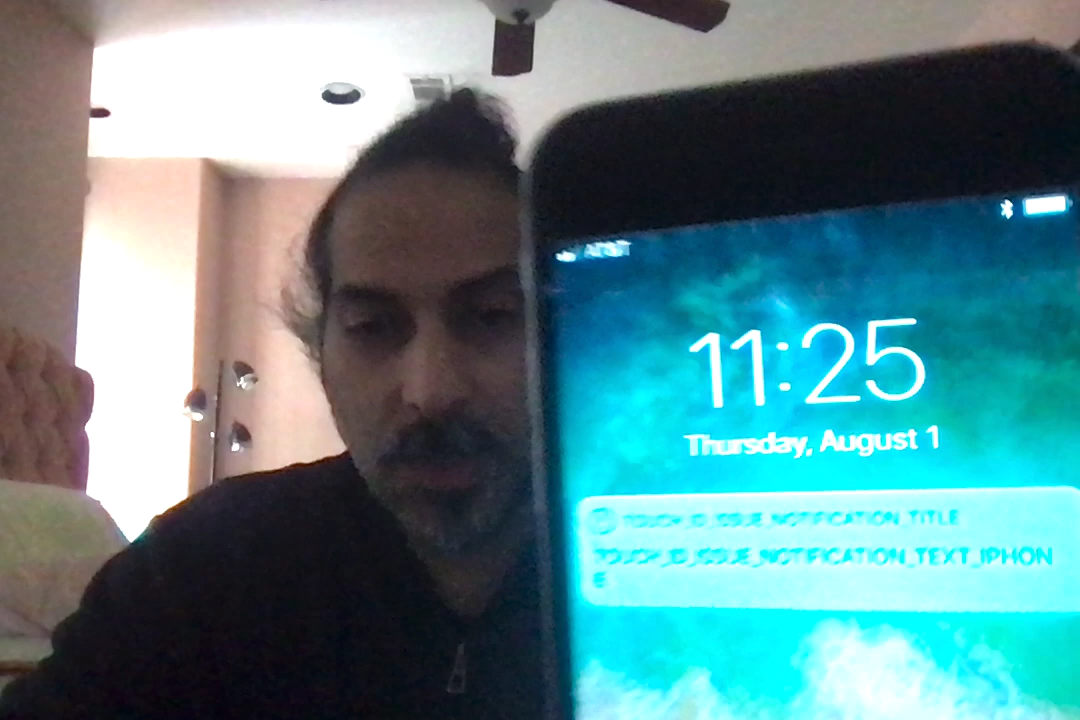 AT&T
11:25
Thursday, August 1
TOUCH_ID_ISSUE_NOTIFICATION_TITLE
TOUCH_ID_ISSUE_NOTIFICATION_TEXT_IPHON
E